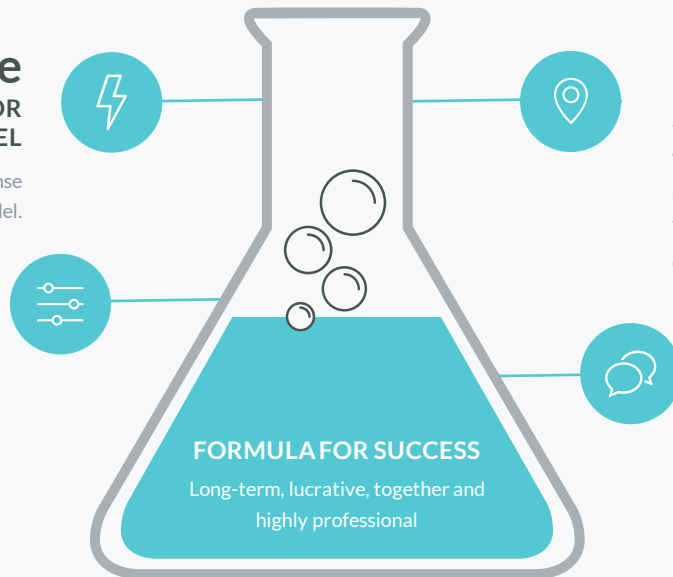 e
OR
EL
nse
del.
FORMULA FOR SUCCESS
Long-term, lucrative, together and
highly professional